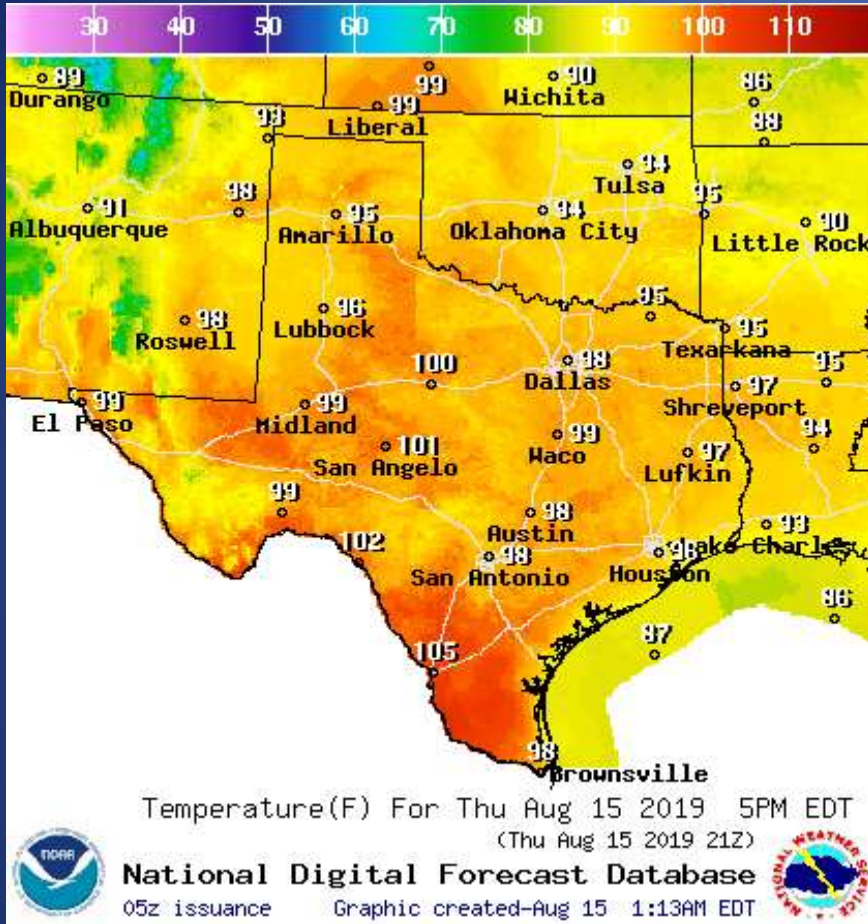 30 40 50 60 70 80 90 100 110
89
Durango
99
99
Liberal
90
Wichita
86
88
93
94
Tulsa
91
Albuquerque
98
95
Amarillo
94
Oklahoma City
95
90
Little Rock
98
Roswell
96
Lubbock
95
95
Texarkana
98
Dallas
99
El Paso
99
Midland
100
97
Shreveport
95
101
San Angelo
99
Waco
97
Lufkin
94
99
98
Austin
93
Lake Charles
102
98
San Antonio
98
Houston
86
87
105
98
Brownsville
Temperature(F) For Thu Aug 15 2019 5PM EDT
(Thu Aug 15 2019 21Z)
NOAA
National Digital Forecast Database
05z issuance Graphic created-Aug 15 1:13AM EDT
NATIONAL WEATHER SERVICE